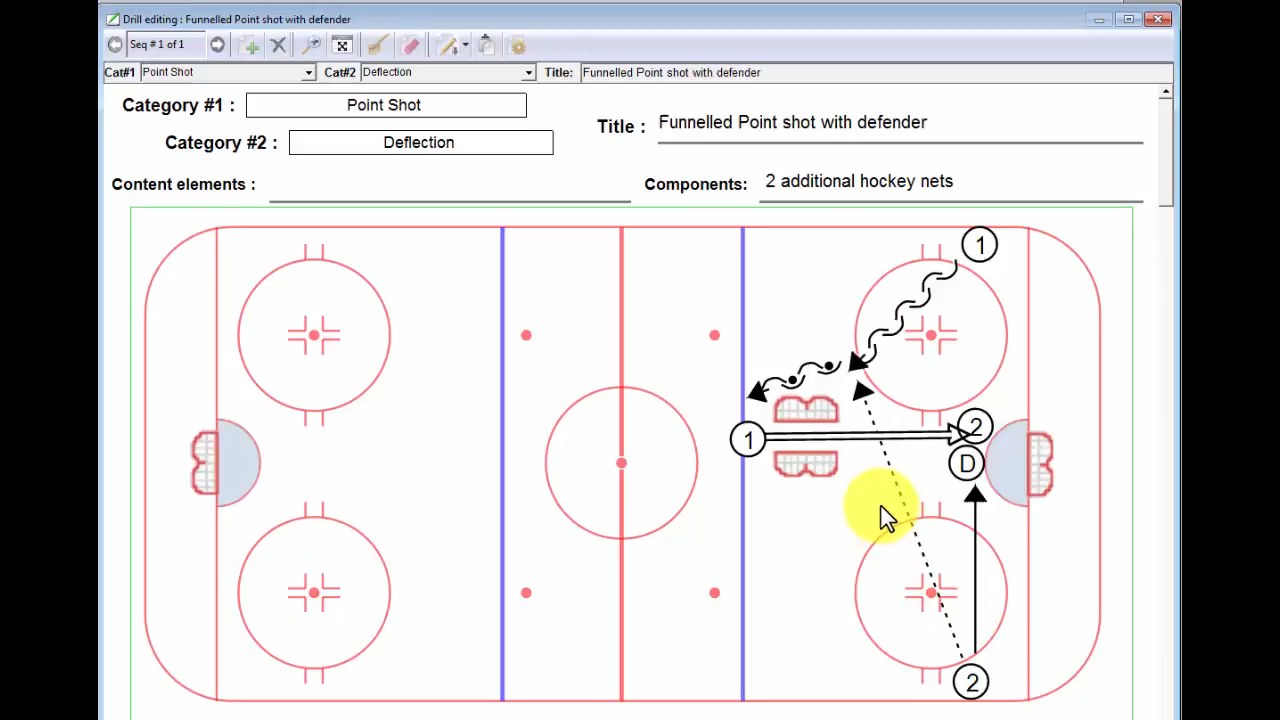 Drill editing : Funnelled Point shot with defender
Seq # 1 of 1
Cat#1 Point Shot Cat#2 Deflection Title: Funnelled Point shot with defender
Category #1 : Point Shot
Title : Funnelled Point shot with defender
Category #2 : Deflection
Content elements : Components: 2 additional hockey nets
1
2
1
D
2